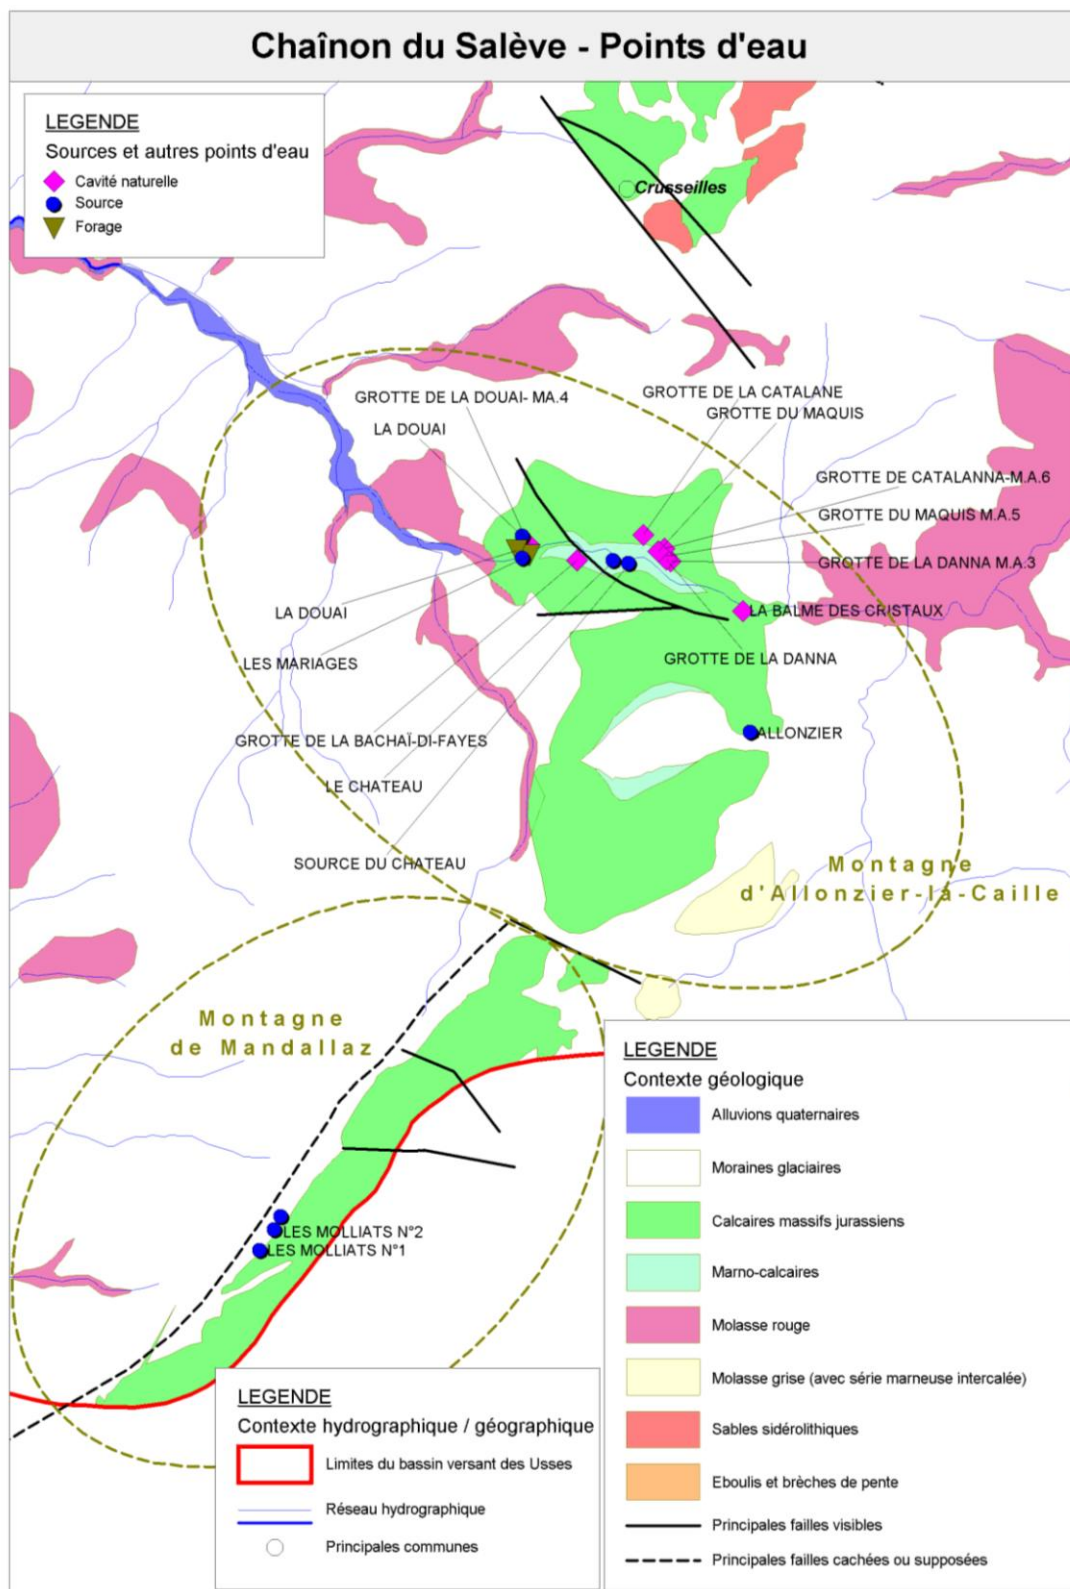 Chaînon du Salève - Points d'eau
LEGENDE
Sources et autres points d'eau
Cavité naturelle
Source
Forage
Crusseilles
GROTTE DE LA DOUAI- MA.4
GROTTE DE LA CATALANE
GROTTE DU MAQUIS
LA DOUAI
GROTTE DE CATALANNA-M.A.6
GROTTE DU MAQUIS M.A.5
GROTTE DE LA DANNA M.A.3
LA DOUAI
LA BALME DES CRISTAUX
LES MARIAGES
GROTTE DE LA DANNA
GROTTE DE LA BACHAÏ-DI-FAYES
ALLONZIER
LE CHATEAU
SOURCE DU CHATEAU
Montagne
d'Allonzier-la-Caille
Montagne
de Mandallaz
LES MOLLIATS N°2
LES MOLLIATS N°1
LEGENDE
Contexte géologique
Alluvions quaternaires
Moraines glaciaires
Calcaires massifs jurassiens
Marno-calcaires
Molasse rouge
Molasse grise (avec série marneuse intercalée)
Sables sidérolithiques
Eboulis et brèches de pente
Principales failles visibles
Principales failles cachées ou supposées
LEGENDE
Contexte hydrographique / géographique
Limites du bassin versant des Usses
Réseau hydrographique
Principales communes